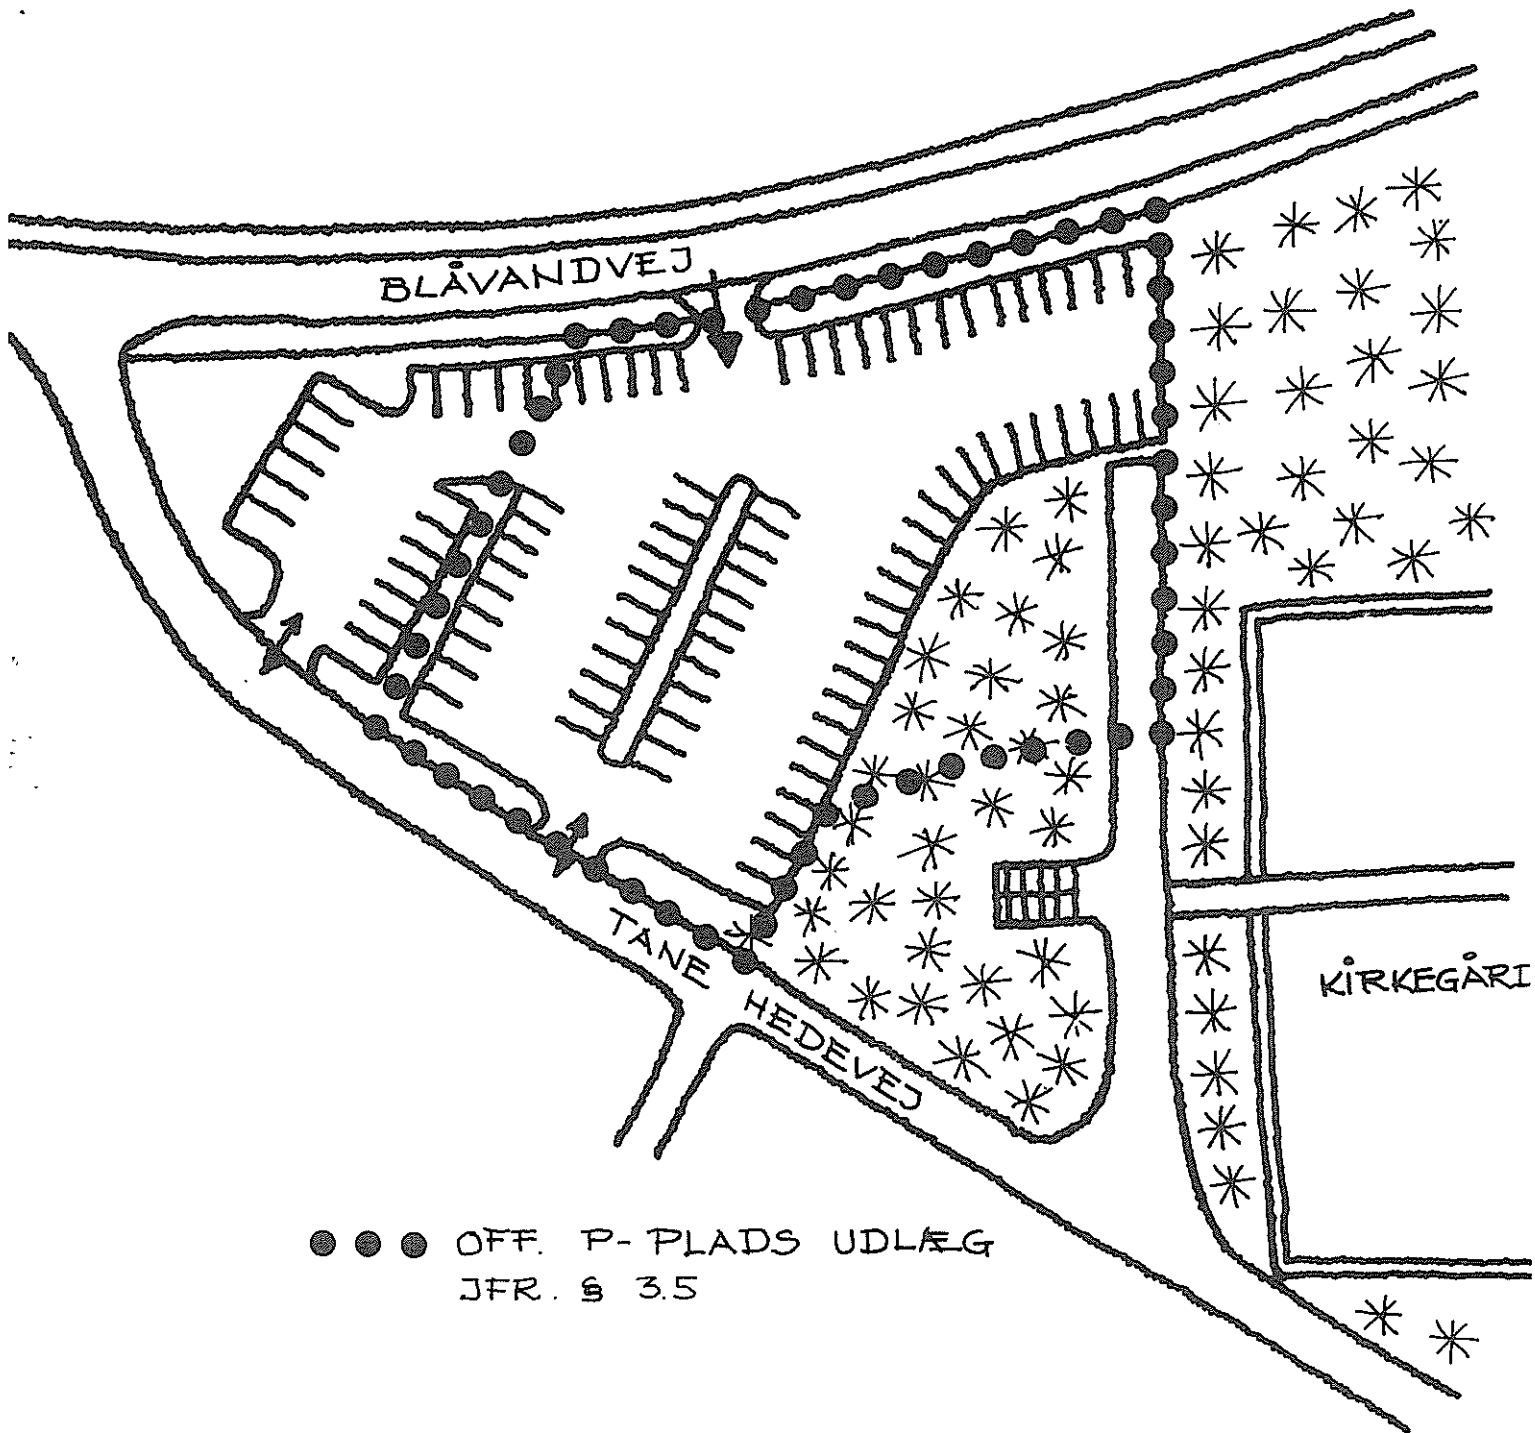 BLÅVANDVEJ
TANE HEDEVEJ
KIRKEGÅRD
OFF. P-PLADS UDLÆG
JFR. § 3.5